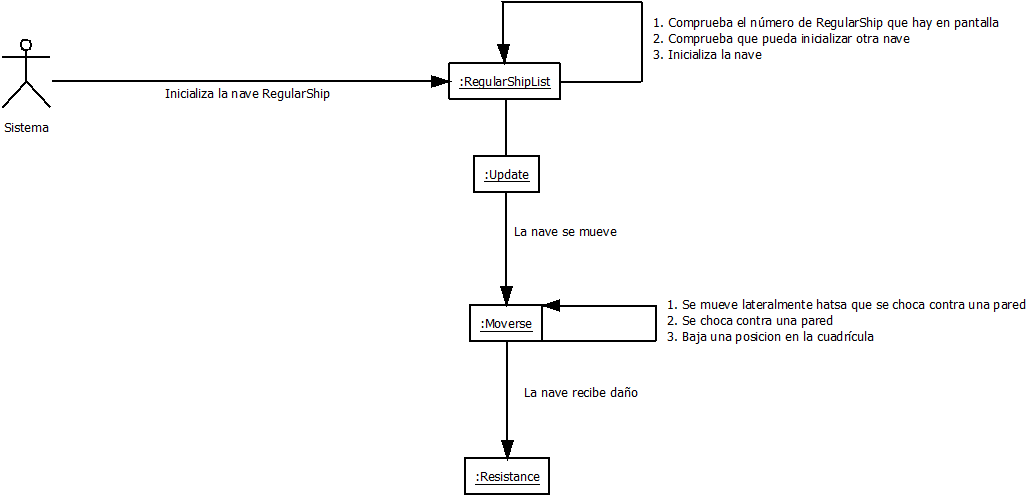 1. Comprueba el número de RegularShip que hay en pantalla
2. Comprueba que pueda inicializar otra nave
3. Inicializa la nave
:RegularShipList
Inicializa la nave RegularShip
Sistema
:Update
La nave se mueve
1. Se mueve lateralmente hatsa que se choca contra una pared
:Moverse
2. Se choca contra una pared
3. Baja una posicion en la cuadrícula
La nave recibe daño
:Resistance